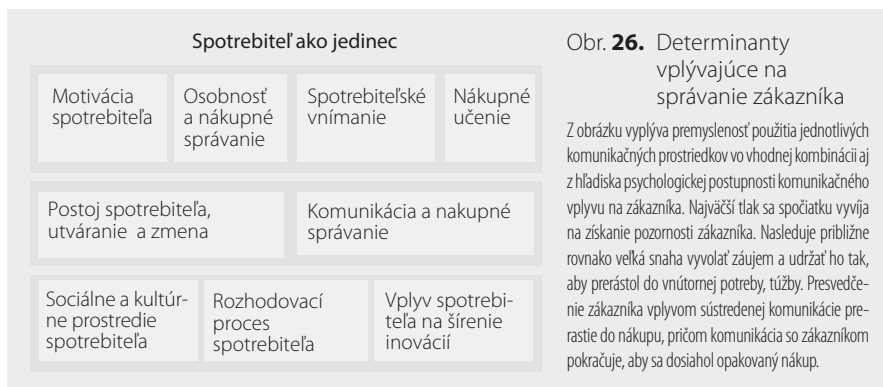 Spotrebiteľ ako jedinec
Motivácia
spotrebiteľa
Osobnosť
a nákupné
správanie
Spotrebiteľské
vnímanie
Nákupné
učenie
Postoj spotrebiteľa,
utváranie a zmena
Komunikácia a nakupné
správanie
Sociálne a kultúr-
ne prostredie
spotrebiteľa
Rozhodovací
proces
spotrebiteľa
Vplyv spotrebi-
teľa na šírenie
inovácií
Obr. 26. Determinanty
vplývajúce na
správanie zákazníka
Z obrázku vyplýva premyslenosť použitia jednotlivých
komunikačných prostriedkov vo vhodnej kombinácii aj
z hľadiska psychologickej postupnosti komunikačného
vplyvu na zákazníka. Najväčší tlak sa spočiatku vyvíja
na získanie pozornosti zákazníka. Nasleduje približne
rovnako veľká snaha vyvolať záujem a udržať ho tak,
aby prerástol do vnútornej potreby, túžby. Presvedče-
nie zákazníka vplyvom sústredenej komunikácie pre-
rastie do nákupu, pričom komunikácia so zákazníkom
pokračuje, aby sa dosiahol opakovaný nákup.